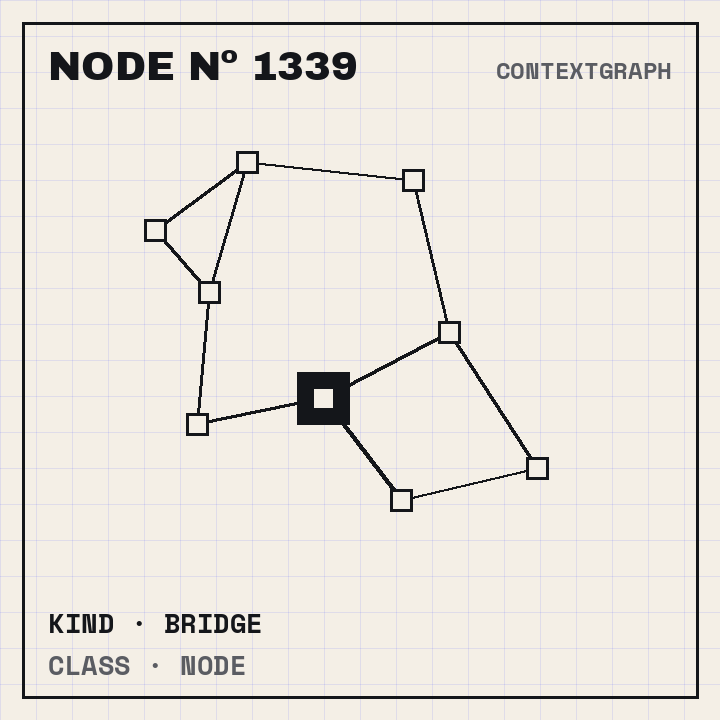 NODE Nº 1339
CONTEXTGRAPH
KIND · BRIDGE
CLASS · NODE